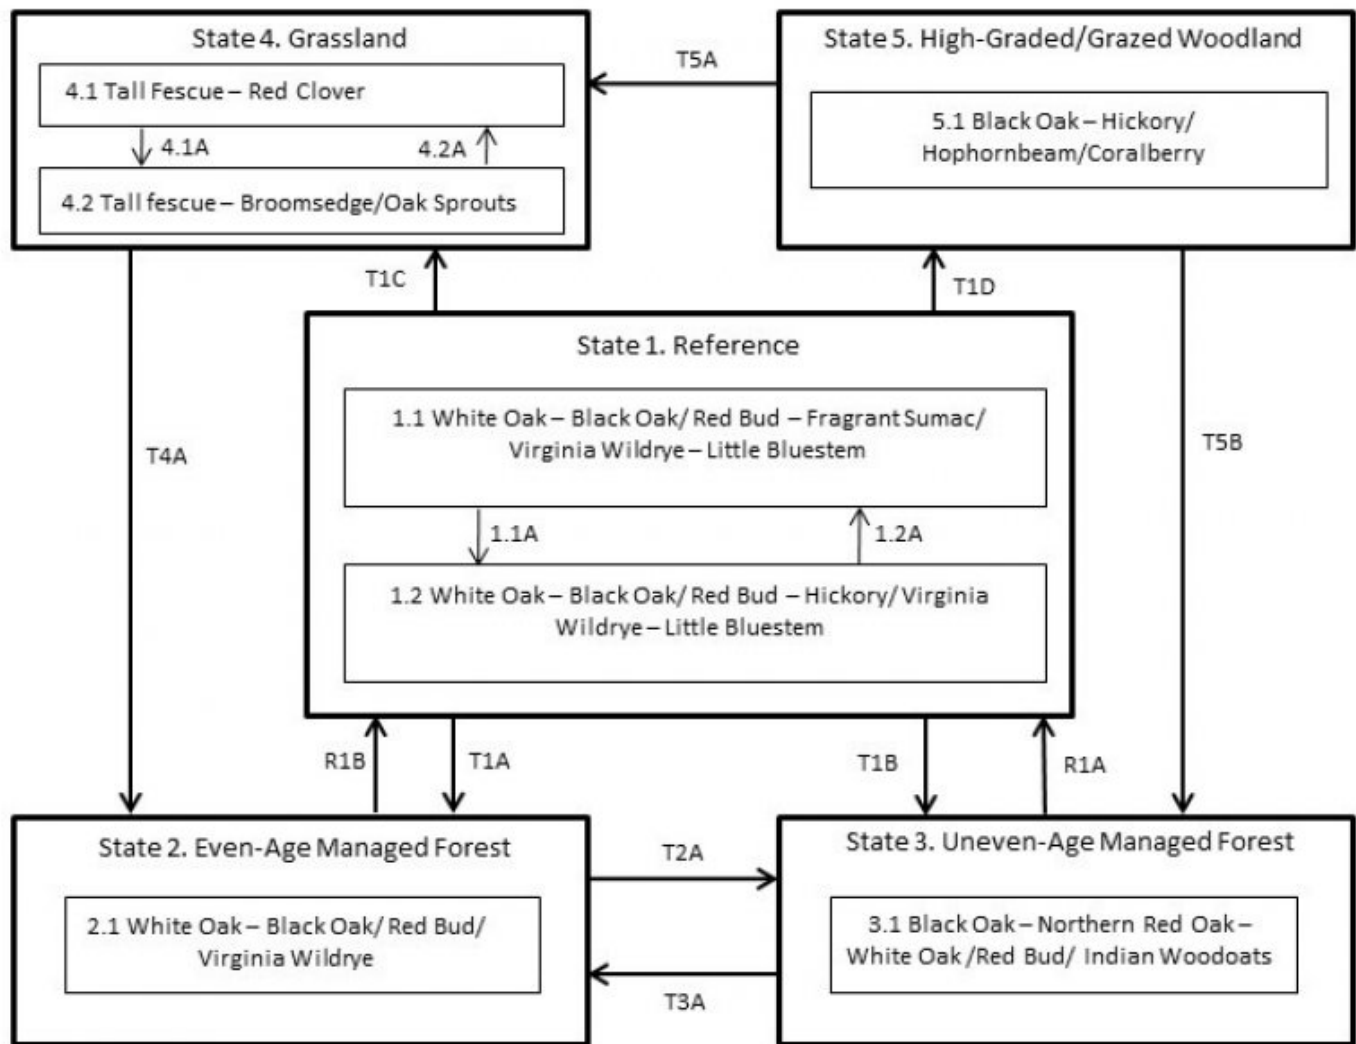 State 4. Grassland
4.1 Tall Fescue – Red Clover
4.1A
4.2A
4.2 Tall fescue – Broomsedge/Oak Sprouts
T5A
State 5. High-Graded/Grazed Woodland
5.1 Black Oak – Hickory/
Hophornbeam/Coralberry
T1C
T1D
State 1. Reference
1.1 White Oak – Black Oak/ Red Bud – Fragrant Sumac/
Virginia Wildrye – Little Bluestem
1.1A
1.2A
1.2 White Oak – Black Oak/ Red Bud – Hickory/ Virginia
Wildrye – Little Bluestem
T4A
T5B
R1B
T1A
T1B
R1A
State 2. Even-Age Managed Forest
2.1 White Oak – Black Oak/ Red Bud/
Virginia Wildrye
T2A
T3A
State 3. Uneven-Age Managed Forest
3.1 Black Oak – Northern Red Oak –
White Oak /Red Bud/ Indian Woodoats